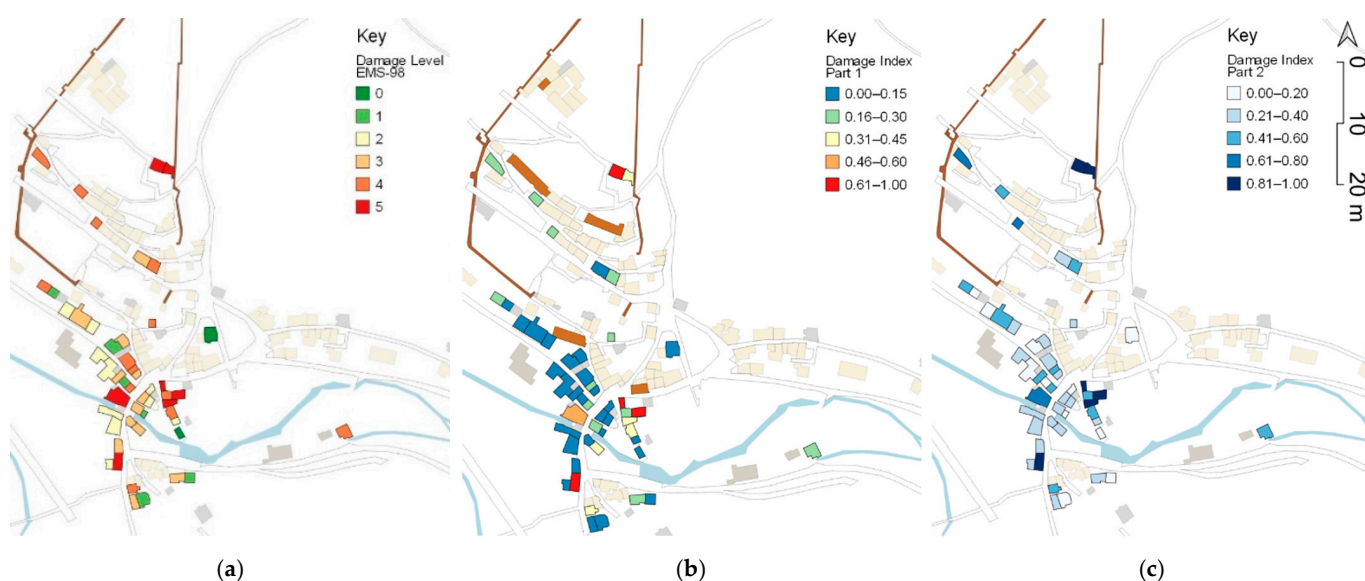 Key
Damage Level
EMS-98
0
1
2
3
4
5
Key
Damage Index
Part 1
0.00–0.15
0.16–0.30
0.31–0.45
0.46–0.60
0.61–1.00
Key
Damage Index
Part 2
0.00–0.20
0.21–0.40
0.41–0.60
0.61–0.80
0.81–1.00
0
10
20 m
(a)
(b)
(c)